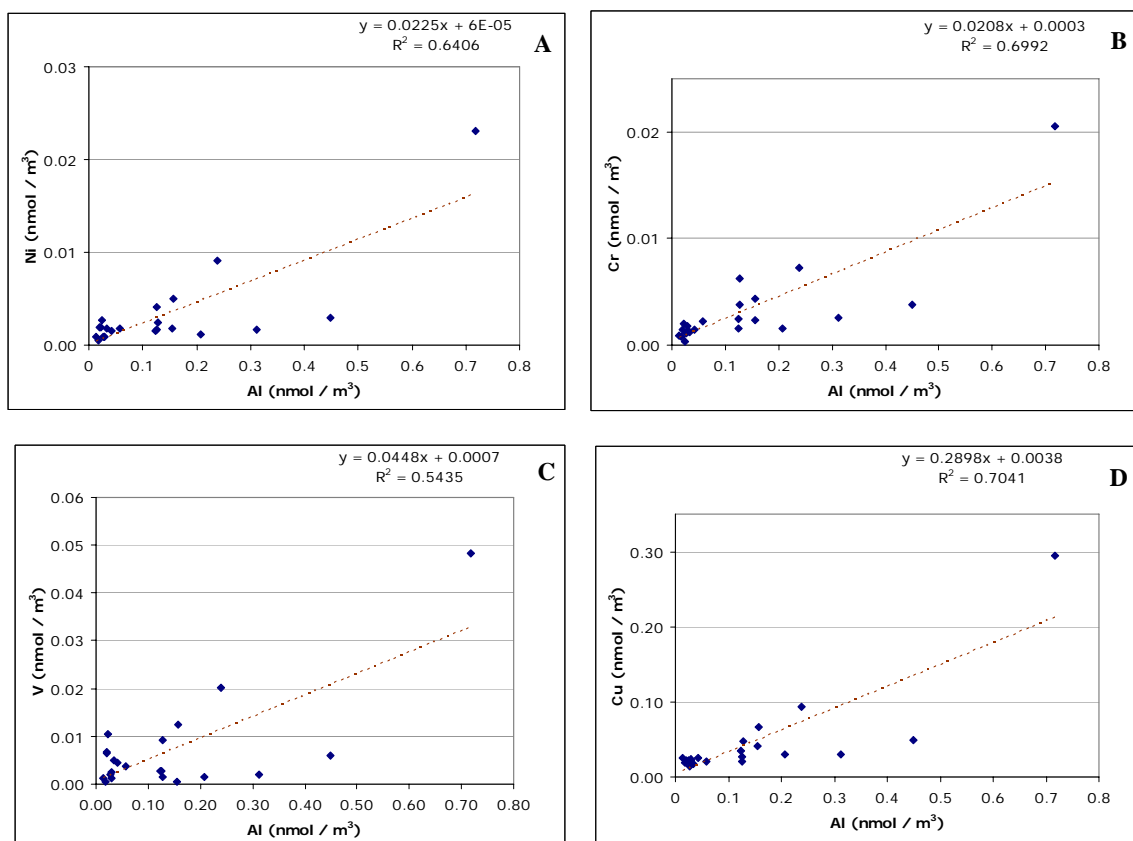 y = 0.0225x + 6E-05
R² = 0.6406
A
0.03
0.02
0.01
0.00
Ni (nmol / m³)
0 0.1 0.2 0.3 0.4 0.5 0.6 0.7 0.8
Al (nmol / m³)
y = 0.0208x + 0.0003
R² = 0.6992
B
0.02
0.01
0.00
Cr (nmol / m³)
0 0.1 0.2 0.3 0.4 0.5 0.6 0.7 0.8
Al (nmol / m³)
y = 0.0448x + 0.0007
R² = 0.5435
C
0.06
0.05
0.04
0.03
0.02
0.01
0.00
V (nmol / m³)
0.00 0.10 0.20 0.30 0.40 0.50 0.60 0.70 0.80
Al (nmol / m³)
y = 0.2898x + 0.0038
R² = 0.7041
D
0.30
0.20
0.10
0.00
Cu (nmol / m³)
0 0.1 0.2 0.3 0.4 0.5 0.6 0.7 0.8
Al (nmol / m³)